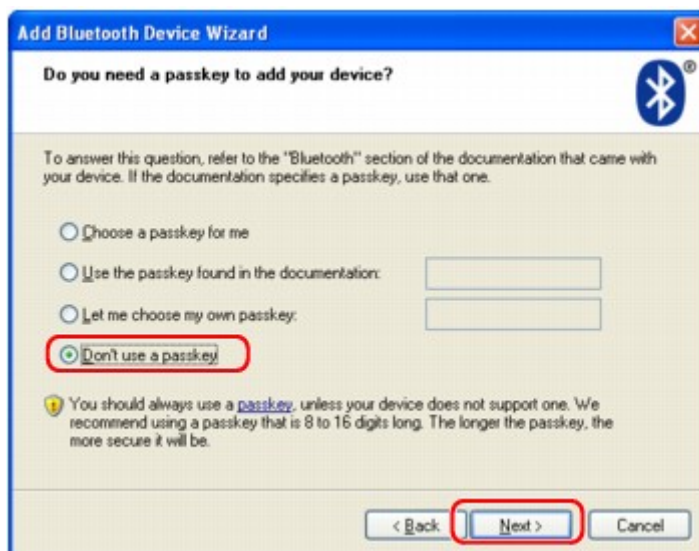 Add Bluetooth Device Wizard
Do you need a passkey to add your device?
®
To answer this question, refer to the "Bluetooth" section of the documentation that came with
your device. If the documentation specifies a passkey, use that one.
Choose a passkey for me
Use the passkey found in the documentation:
Let me choose my own passkey:
Don't use a passkey
You should always use a passkey, unless your device does not support one. We
recommend using a passkey that is 8 to 16 digits long. The longer the passkey, the
more secure it will be.
< Back Next > Cancel